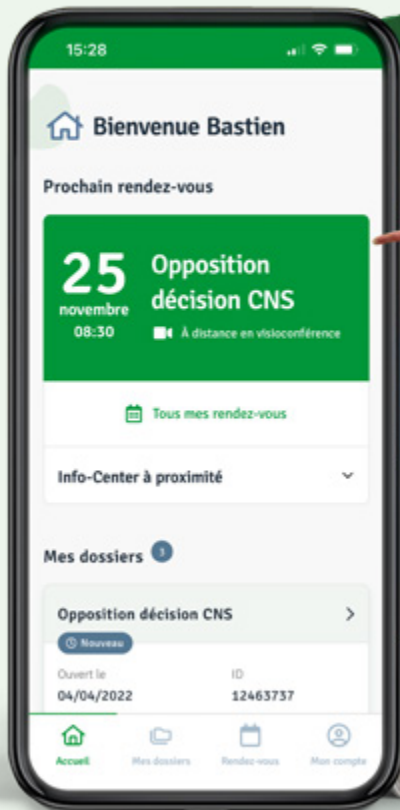 15:28
Bienvenue Bastien
Prochain rendez-vous
25
novembre
08:30
Opposition
décision CNS
À distance en visioconférence
Tous mes rendez-vous
Info-Center à proximité
Mes dossiers 3
Opposition décision CNS
Nouveau
Ouvert le
04/04/2022
ID
12463737
Accueil
Mes dossiers
Rendez-vous
Mon compte